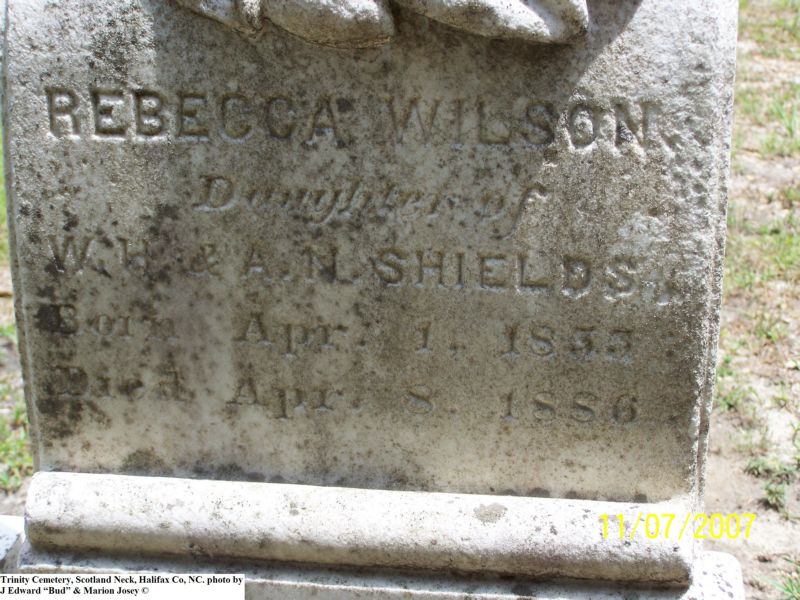 REBECCA WILSON,
Daughter of
W. H. & A. N. SHIELDS.
Born Apr. 1, 1855
Died Apr. 8, 1886.
11/07/2007
Trinity Cemetery, Scotland Neck, Halifax Co, NC. photo by
J Edward “Bud” & Marion Josey ©